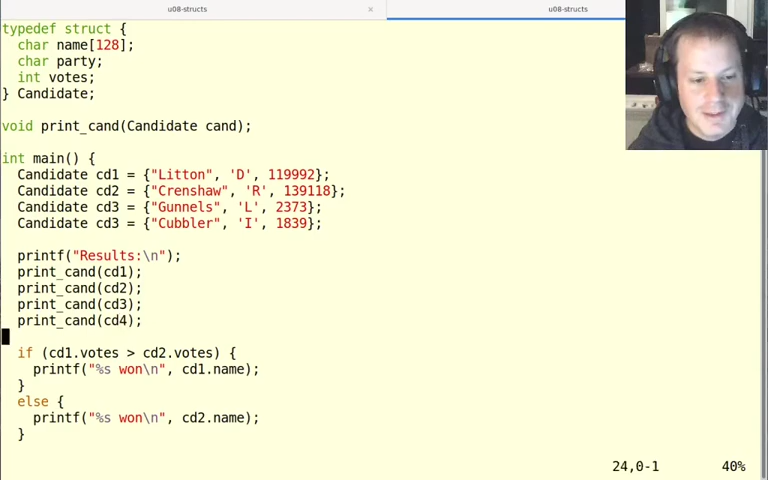 u08-structs × u08-structs
typedef struct {
  char name[128];
  char party;
  int votes;
} Candidate;

void print_cand(Candidate cand);

int main() {
  Candidate cd1 = {"Litton", 'D', 119992};
  Candidate cd2 = {"Crenshaw", 'R', 139118};
  Candidate cd3 = {"Gunnels", 'L', 2373};
  Candidate cd3 = {"Cubbler", 'I', 1839};

  printf("Results:\n");
  print_cand(cd1);
  print_cand(cd2);
  print_cand(cd3);
  print_cand(cd4);

  if (cd1.votes > cd2.votes) {
    printf("%s won\n", cd1.name);
  }
  else {
    printf("%s won\n", cd2.name);
  }
24,0-1 40%